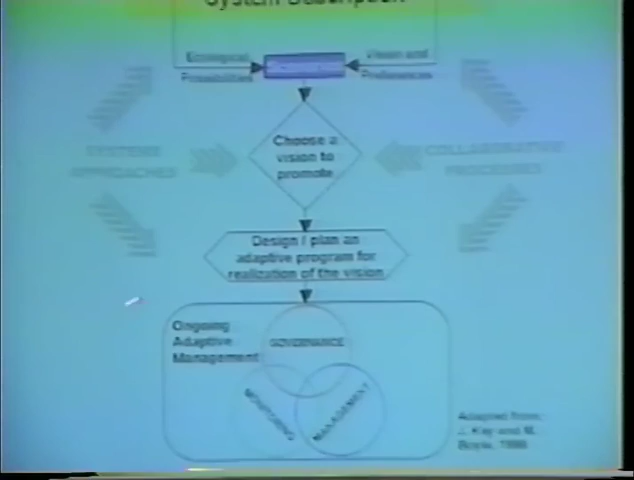 System Description
Ecological
Possibilities
Vision and
Preferences
Choose a
vision to
promote
SYSTEMS
APPROACHES
COLLABORATIVE
PROCESSES
Design / plan an
adaptive program for
realization of the vision
Ongoing
Adaptive
Management
GOVERNANCE
MONITORING
MANAGEMENT
Adapted from:
J. Kay and M.
Boyle, 1999